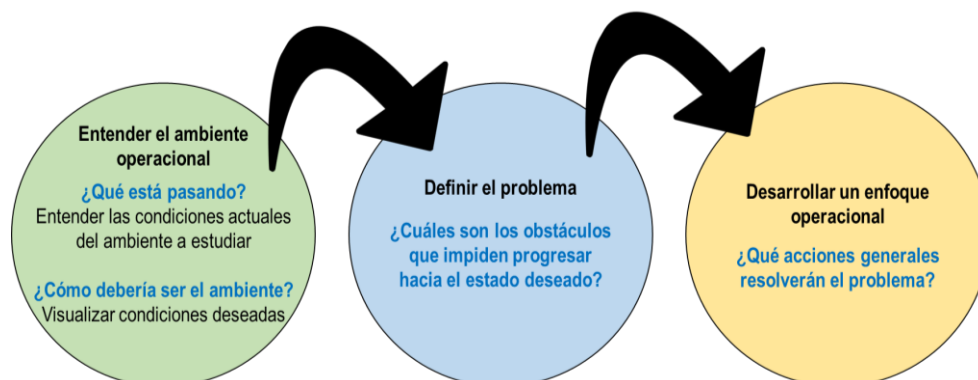 Entender el ambiente
operacional
¿Qué está pasando?
Entender las condiciones actuales
del ambiente a estudiar
¿Cómo debería ser el ambiente?
Visualizar condiciones deseadas
Definir el problema
¿Cuáles son los obstáculos
que impiden progresar
hacia el estado deseado?
Desarrollar un enfoque
operacional
¿Qué acciones generales
resolverán el problema?